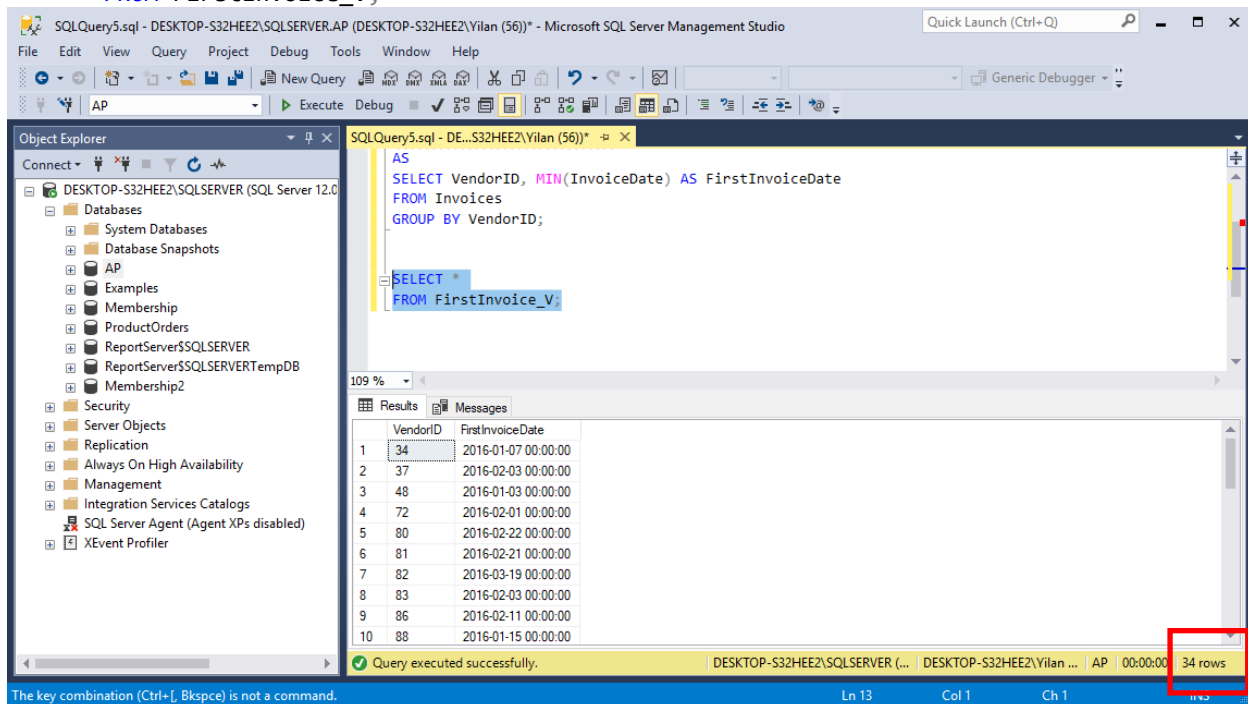 SQLQuery5.sql - DESKTOP-S32HEE2\SQLSERVER.AP (DESKTOP-S32HEE2\Yilan (56))* - Microsoft SQL Server Management Studio
Quick Launch (Ctrl+Q)
File Edit View Query Project Debug Tools Window Help
New Query
Generic Debugger
AP
Execute Debug
Object Explorer
SQLQuery5.sql - DE...S32HEE2\Yilan (56))*
Connect
DESKTOP-S32HEE2\SQLSERVER (SQL Server 12.0
Databases
System Databases
Database Snapshots
AP
Examples
Membership
ProductOrders
ReportServer$SQLSERVER
ReportServer$SQLSERVERTempDB
Membership2
Security
Server Objects
Replication
Always On High Availability
Management
Integration Services Catalogs
SQL Server Agent (Agent XPs disabled)
XEvent Profiler
AS
SELECT VendorID, MIN(InvoiceDate) AS FirstInvoiceDate
FROM Invoices
GROUP BY VendorID;
SELECT *
FROM FirstInvoice_V;
109 %
Results Messages
VendorID FirstInvoiceDate
1 34 2016-01-07 00:00:00
2 37 2016-02-03 00:00:00
3 48 2016-01-03 00:00:00
4 72 2016-02-01 00:00:00
5 80 2016-02-22 00:00:00
6 81 2016-02-21 00:00:00
7 82 2016-03-19 00:00:00
8 83 2016-02-03 00:00:00
9 86 2016-02-11 00:00:00
10 88 2016-01-15 00:00:00
Query executed successfully.
DESKTOP-S32HEE2\SQLSERVER (... DESKTOP-S32HEE2\Yilan ... AP 00:00:00 34 rows
The key combination (Ctrl+[, Bkspce) is not a command.
Ln 13 Col 1 Ch 1